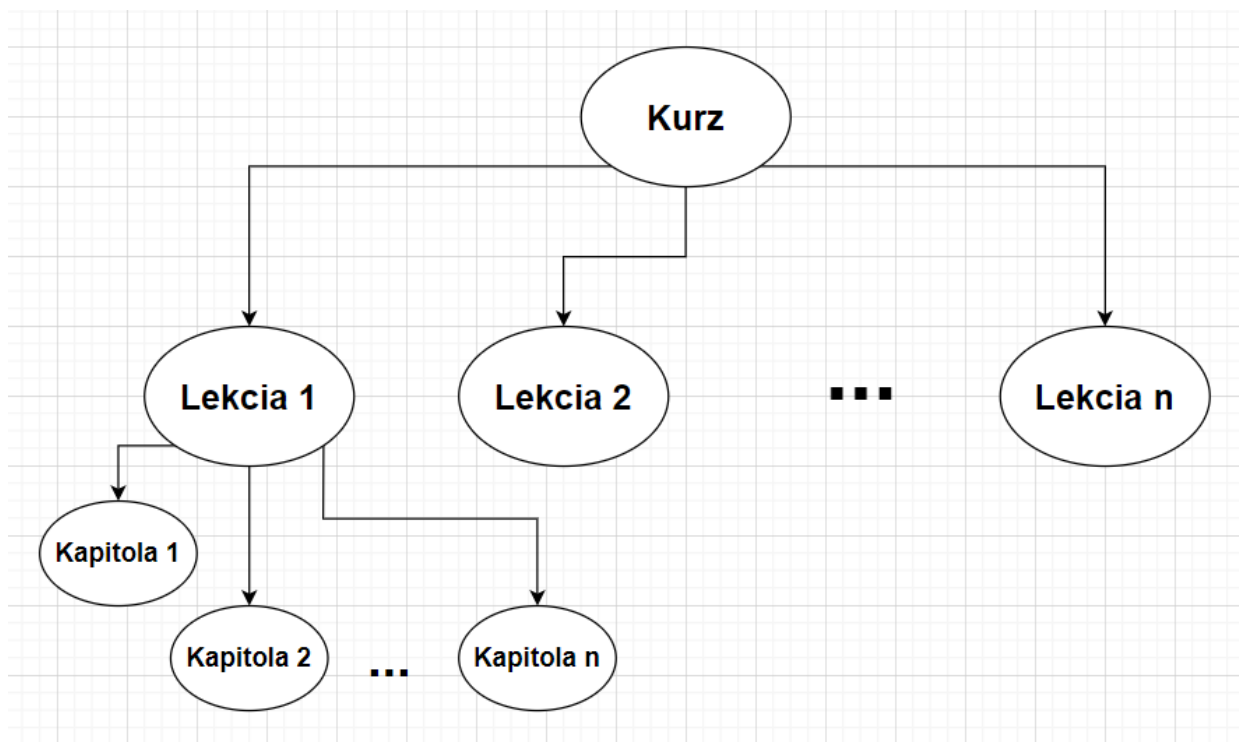 Kurz
Lekcia 1
Lekcia 2
...
Lekcia n
Kapitola 1
Kapitola 2
...
Kapitola n